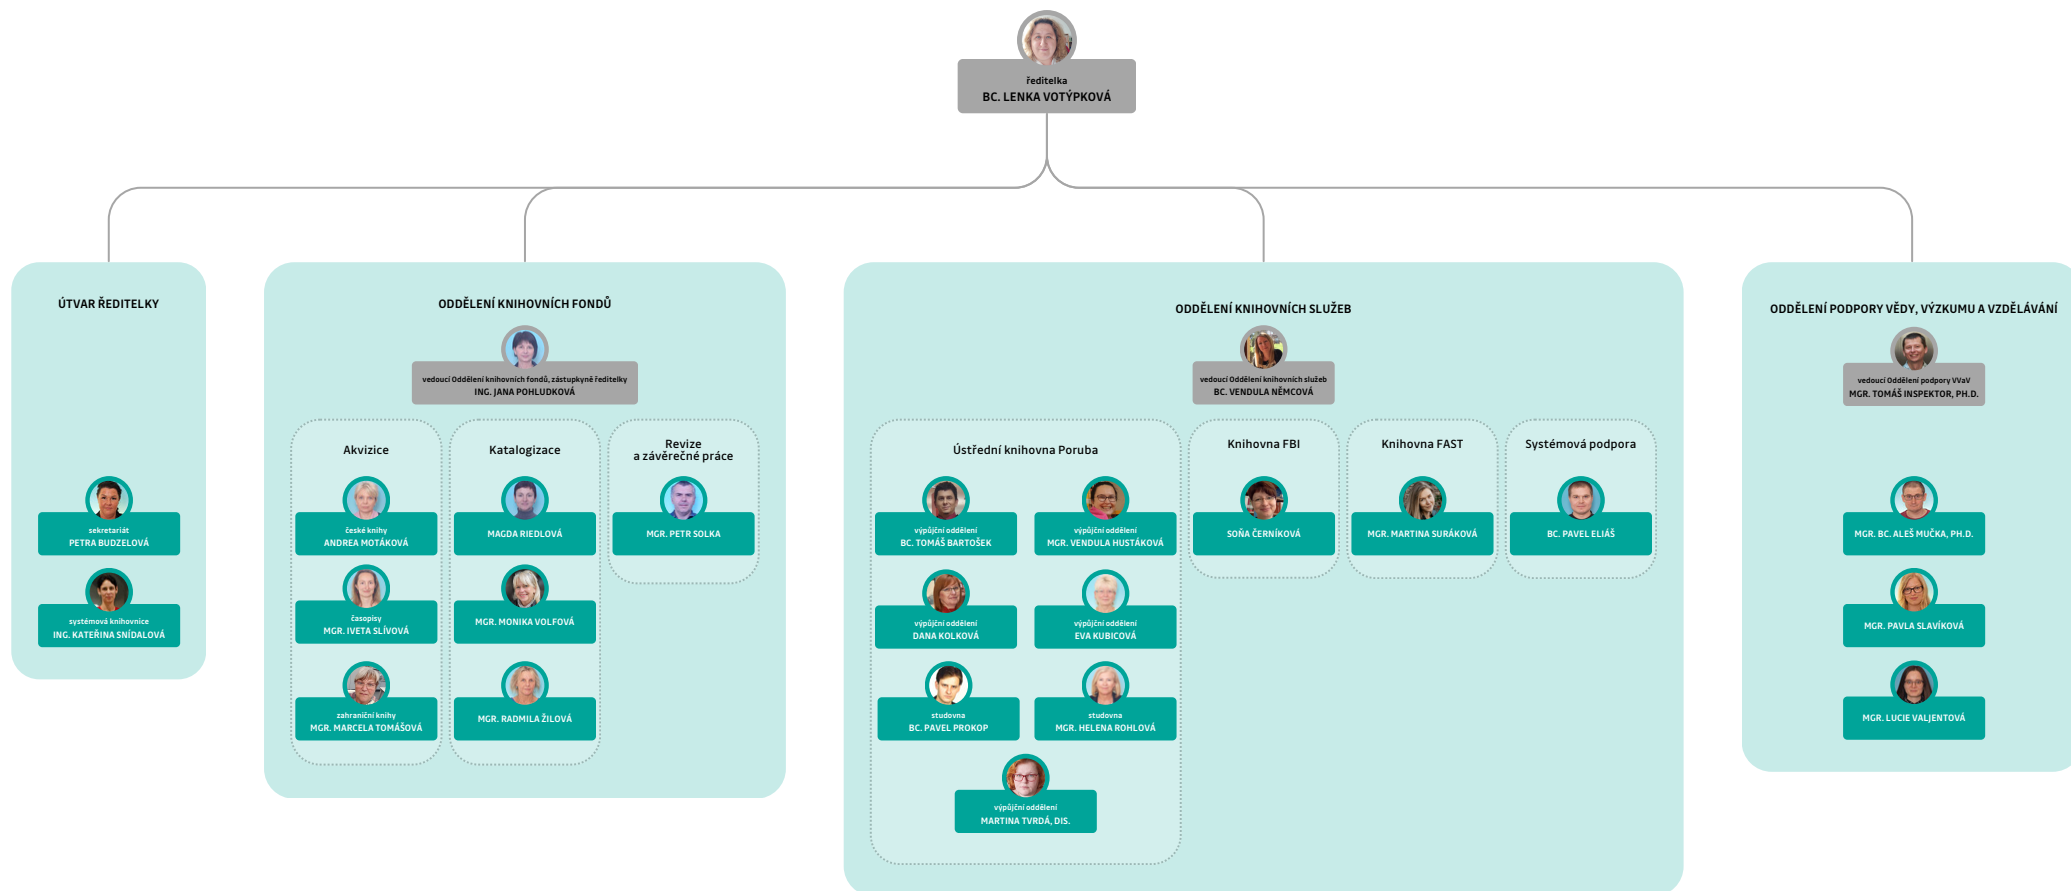 ředitelka
BC. LENKA VOTÝPKOVÁ
ÚTVAR ŘEDITELKY
sekretariát
PETRA BUDZELOVÁ
systémová knihovnice
ING. KATEŘINA SNÍDALOVÁ
ODDĚLENÍ KNIHOVNÍCH FONDŮ
vedoucí Oddělení knihovních fondů, zástupkyně ředitelky
ING. JANA POHLUDKOVÁ
Akvizice
české knihy
ANDREA MOTÁKOVÁ
časopisy
MGR. IVETA SLÍVOVÁ
zahraniční knihy
MGR. MARCELA TOMÁŠOVÁ
Katalogizace
MAGDA RIEDLOVÁ
MGR. MONIKA VOLFOVÁ
MGR. RADMILA ŽILOVÁ
Revize
a závěrečné práce
MGR. PETR SOLKA
ODDĚLENÍ KNIHOVNÍCH SLUŽEB
vedoucí Oddělení knihovních služeb
BC. VENDULA NĚMCOVÁ
Ústřední knihovna Poruba
výpůjční oddělení
BC. TOMÁŠ BARTOŠEK
výpůjční oddělení
MGR. VENDULA HUSTÁKOVÁ
výpůjční oddělení
DANA KOLKOVÁ
výpůjční oddělení
EVA KUBICOVÁ
studovna
BC. PAVEL PROKOP
studovna
MGR. HELENA ROHLOVÁ
výpůjční oddělení
MARTINA TVRDÁ, DIS.
Knihovna FBI
SOŇA ČERNÍKOVÁ
Knihovna FAST
MGR. MARTINA SURÁKOVÁ
Systémová podpora
BC. PAVEL ELIÁŠ
ODDĚLENÍ PODPORY VĚDY, VÝZKUMU A VZDĚLÁVÁNÍ
vedoucí Oddělení podpory VVaV
MGR. TOMÁŠ INSPEKTOR, PH.D.
MGR. BC. ALEŠ MUČKA, PH.D.
MGR. PAVLA SLAVÍKOVÁ
MGR. LUCIE VALJENTOVÁ